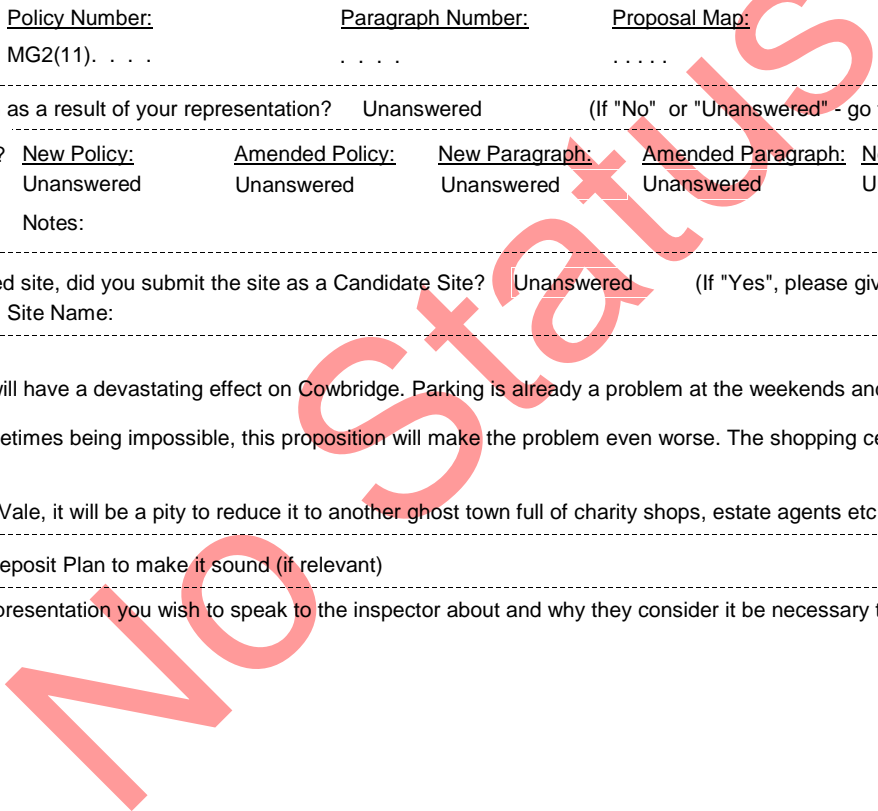 Policy Number: Paragraph Number: Proposal Map:
MG2(11). . . . . . . . . . . . .
as a result of your representation? Unanswered (If "No" or "Unanswered" - go
? New Policy: Amended Policy: New Paragraph: Amended Paragraph:
Unanswered Unanswered Unanswered Unanswered
Notes:
ed site, did you submit the site as a Candidate Site? Unanswered (If "Yes", please giv
Site Name:
will have a devastating effect on Cowbridge. Parking is already a problem at the weekends and
etimes being impossible, this proposition will make the problem even worse. The shopping ce
Vale, it will be a pity to reduce it to another ghost town full of charity shops, estate agents etc
eposit Plan to make it sound (if relevant)
presentation you wish to speak to the inspector about and why they consider it be necessary t
No Status